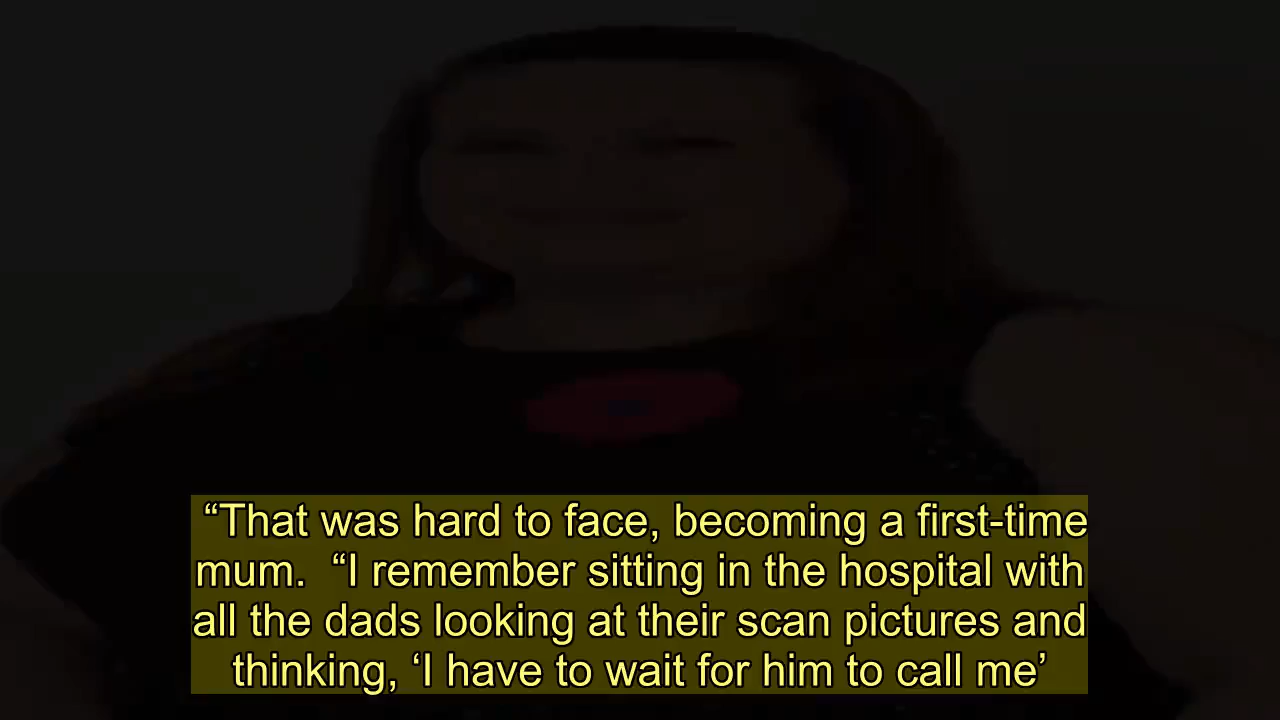 “That was hard to face, becoming a first-time
mum.  “I remember sitting in the hospital with
all the dads looking at their scan pictures and
thinking, ‘I have to wait for him to call me’